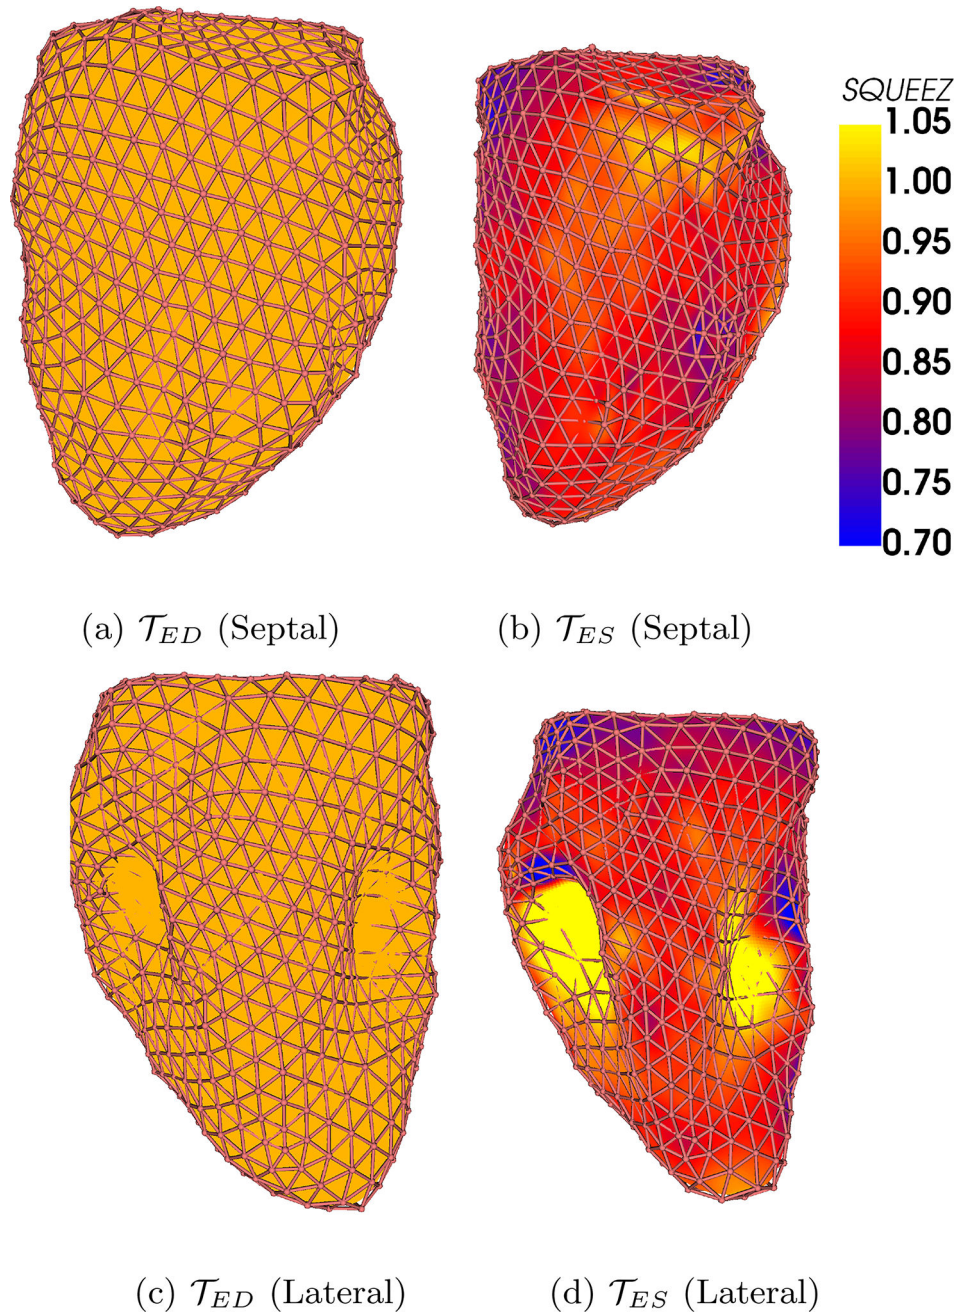 SQUEEZ
1.05
1.00
0.95
0.90
0.85
0.80
0.75
0.70
(a) 𝒯ED (Septal)
(b) 𝒯ES (Septal)
(c) 𝒯ED (Lateral)
(d) 𝒯ES (Lateral)